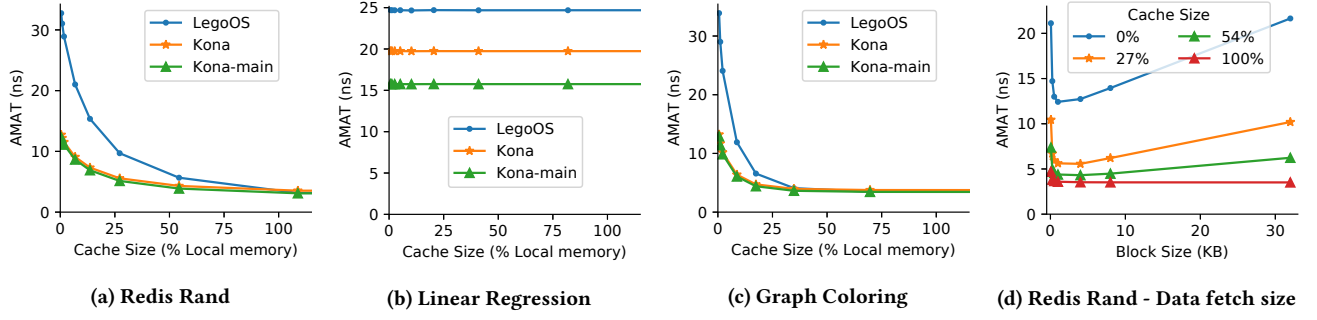 AMAT (ns)
30
20
10
0
LegoOS
Kona
Kona-main
0
25
50
75
100
Cache Size (% Local memory)
(a) Redis Rand
AMAT (ns)
25
20
15
10
5
0
LegoOS
Kona
Kona-main
0
25
50
75
100
Cache Size (% Local memory)
(b) Linear Regression
AMAT (ns)
30
20
10
0
LegoOS
Kona
Kona-main
0
25
50
75
100
Cache Size (% Local memory)
(c) Graph Coloring
AMAT (ns)
20
15
10
5
0
Cache Size
0%
27%
54%
100%
0
10
20
30
Block Size (KB)
(d) Redis Rand - Data fetch size